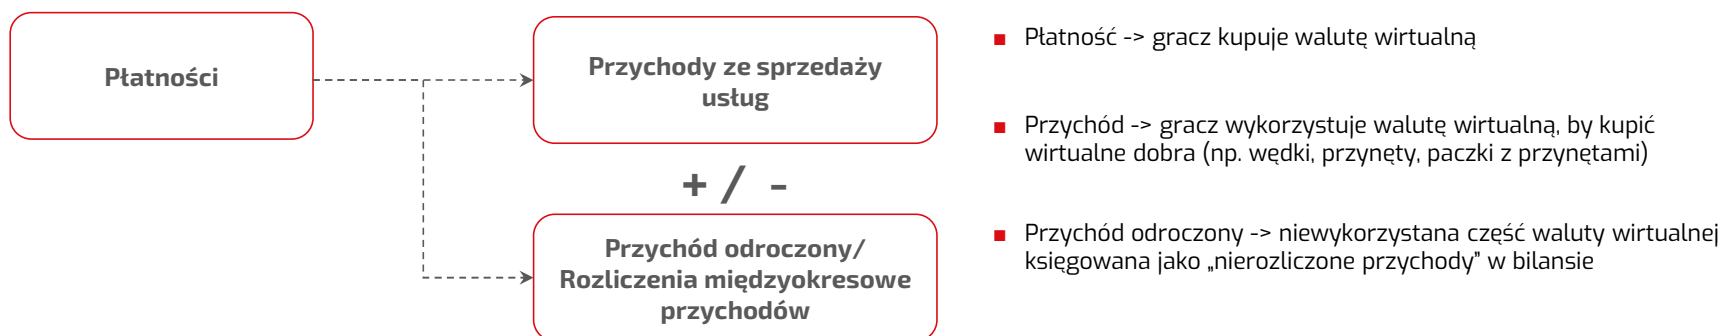 Płatności
Przychody ze sprzedaży
usług
+ / -
Przychód odroczony/
Rozliczenia międzyokresowe
przychodów
Płatność -> gracz kupuje walutę wirtualną
Przychód -> gracz wykorzystuje walutę wirtualną, by kupić
wirtualne dobra (np. wędki, przynęty, paczki z przynętami)
Przychód odroczony -> niewykorzystana część waluty wirtualnej
księgowana jako „nierozliczone przychody” w bilansie